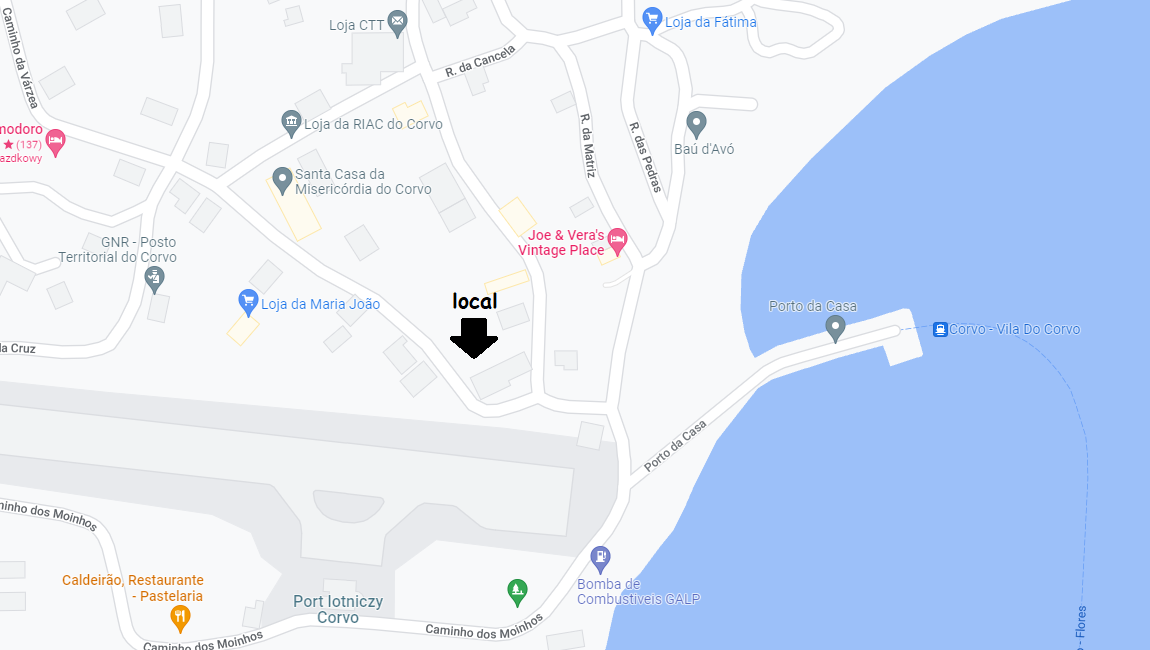 Caminho da Várzea
Loja CTT
Loja da Fátima
R. da Cancela
Loja da RIAC do Corvo
modoro
★ (137)
azdkowy
R. da Matriz
R. das Pedras
Baú d'Avó
Santa Casa da
Misericórdia do Corvo
GNR - Posto
Territorial do Corvo
Joe & Vera's
Vintage Place
Loja da Maria João
local
Porto da Casa
Corvo - Vila Do Corvo
la Cruz
Porto da Casa
minho dos Moinhos
Bomba de
Combustíveis GALP
Caldeirão, Restaurante
- Pastelaria
Port lotniczy
Corvo
Caminho dos Moinhos
Caminho dos Moinhos
o - Flores